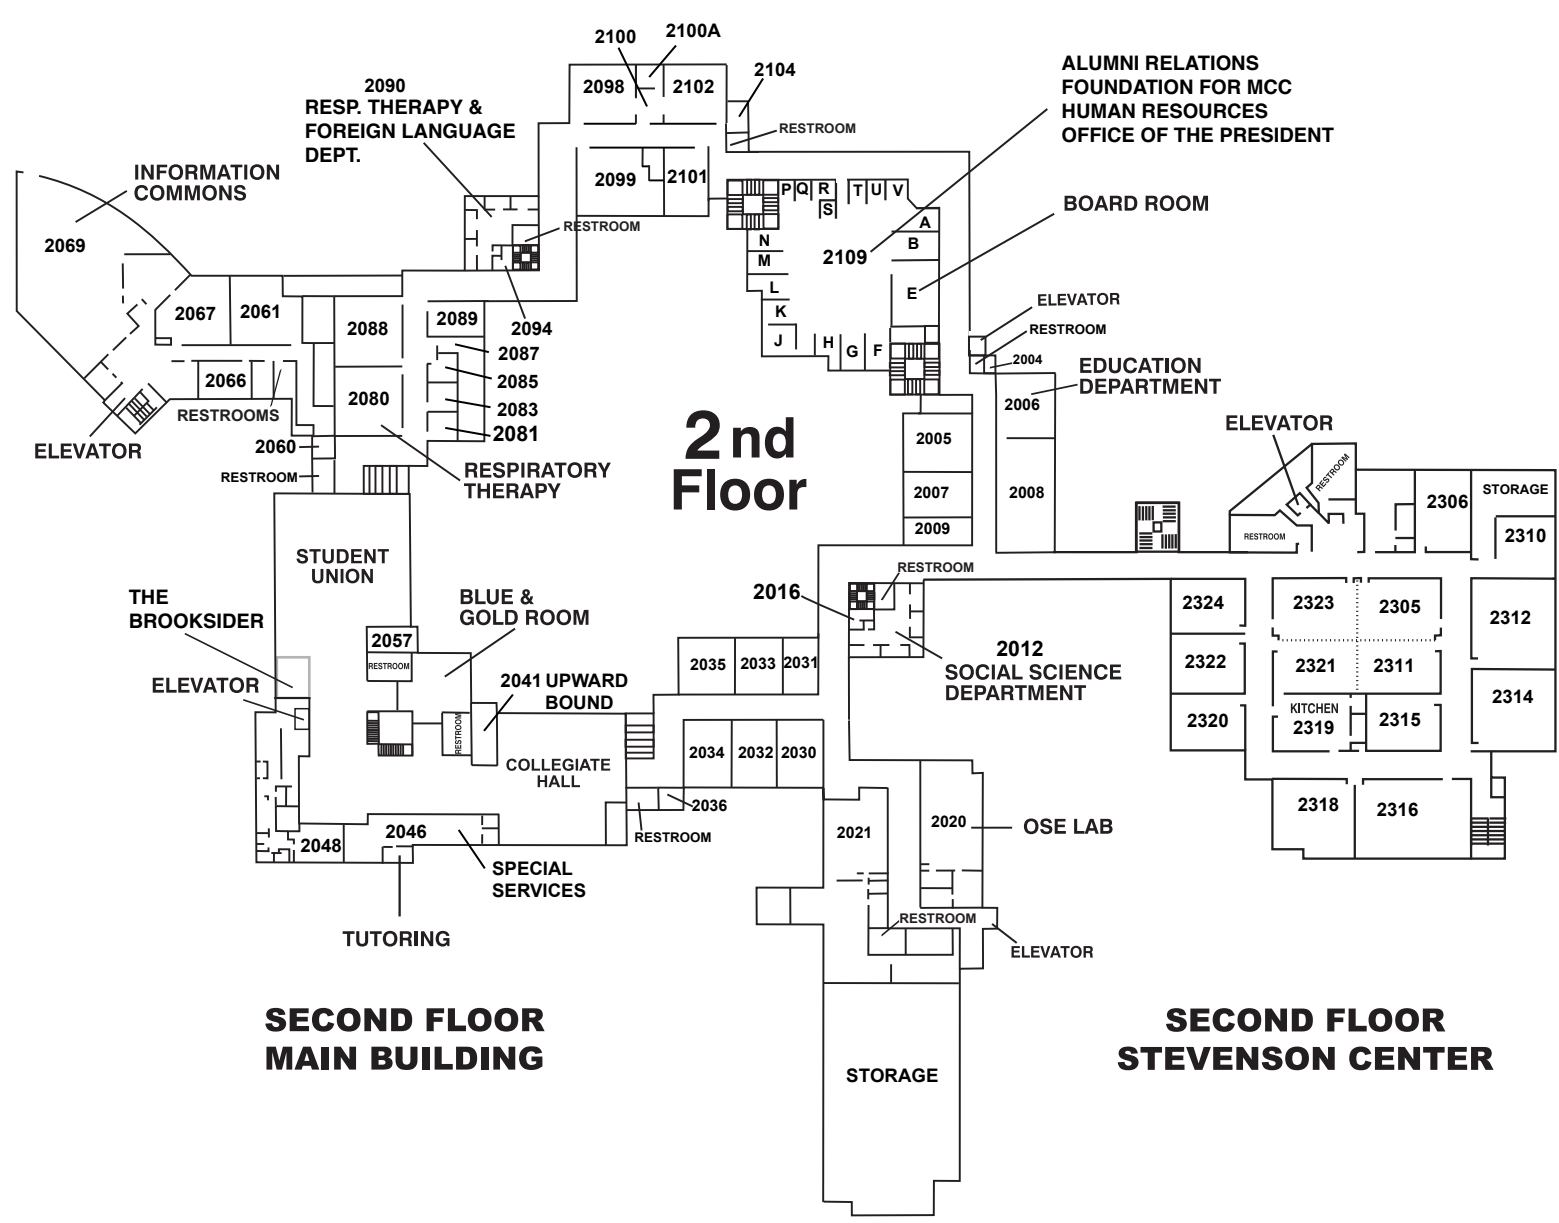 2100
2100A
2104
ALUMNI RELATIONS
FOUNDATION FOR MCC
HUMAN RESOURCES
OFFICE OF THE PRESIDENT
2090
RESP. THERAPY &
FOREIGN LANGUAGE
DEPT.
2098
2102
RESTROOM
INFORMATION
COMMONS
2099
2101
P
Q
R
S
T
U
V
BOARD ROOM
RESTROOM
A
B
N
M
L
K
J
2109
E
H
G
F
2069
2067
2061
2088
2089
2094
2087
2085
2083
2081
ELEVATOR
RESTROOM
2004
EDUCATION
DEPARTMENT
2066
RESTROOMS
2080
2006
ELEVATOR
2060
RESTROOM
RESPIRATORY
THERAPY
2nd
Floor
2005
2007
2009
2008
ELEVATOR
RESTROOM
RESTROOM
2306
STORAGE
2310
STUDENT
UNION
THE
BROOKSIDER
BLUE &
GOLD ROOM
2016
RESTROOM
2324
2323
2305
2312
2057
RESTROOM
ELEVATOR
2041 UPWARD
BOUND
2035
2033
2031
2012
SOCIAL SCIENCE
DEPARTMENT
2322
2321
2311
2314
RESTROOM
2320
KITCHEN
2319
2315
COLLEGIATE
HALL
2034
2032
2030
2036
RESTROOM
2318
2316
2048
2046
SPECIAL
SERVICES
2021
2020
OSE LAB
TUTORING
RESTROOM
ELEVATOR
SECOND FLOOR
MAIN BUILDING
SECOND FLOOR
STEVENSON CENTER
STORAGE